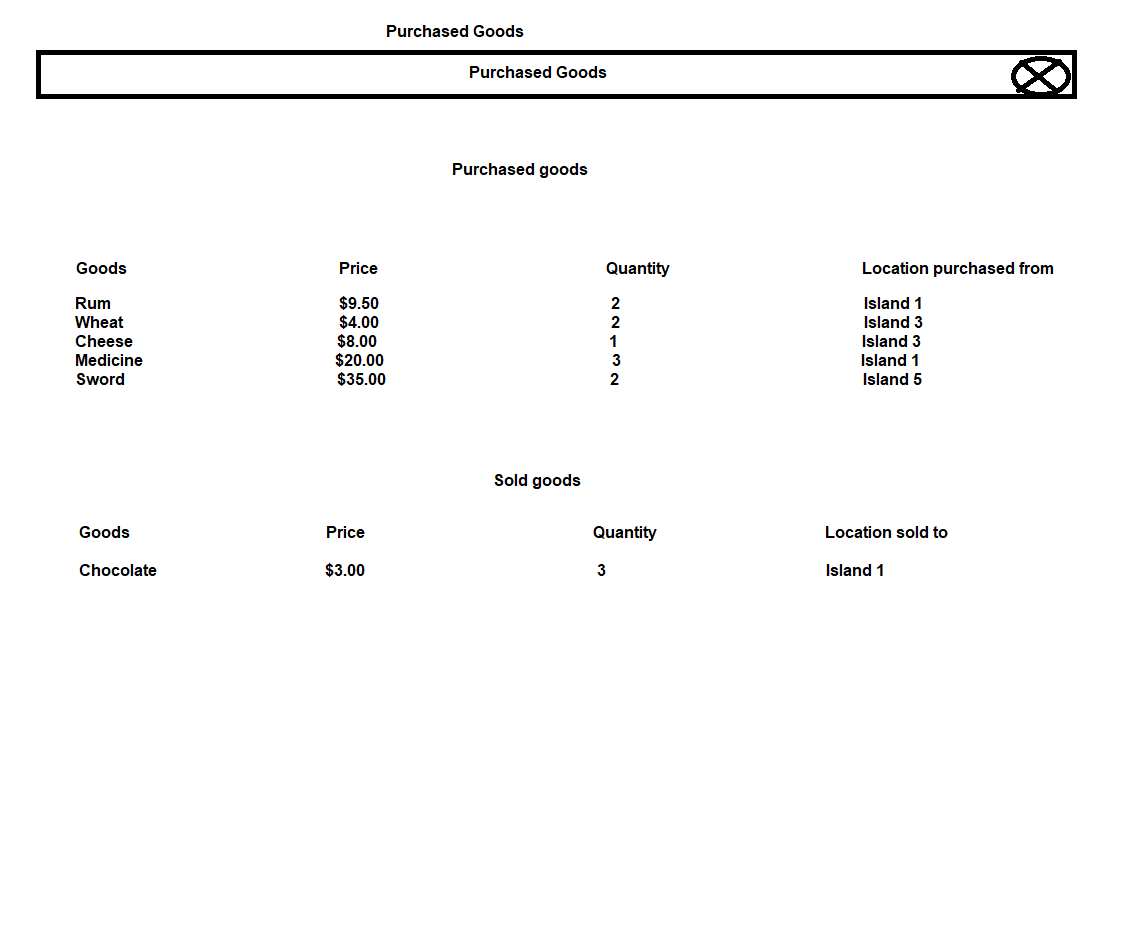 Purchased Goods
Purchased Goods
Purchased goods
Goods Price Quantity Location purchased from
Rum $9.50 2 Island 1
Wheat $4.00 2 Island 3
Cheese $8.00 1 Island 3
Medicine $20.00 3 Island 1
Sword $35.00 2 Island 5
Sold goods
Goods Price Quantity Location sold to
Chocolate $3.00 3 Island 1